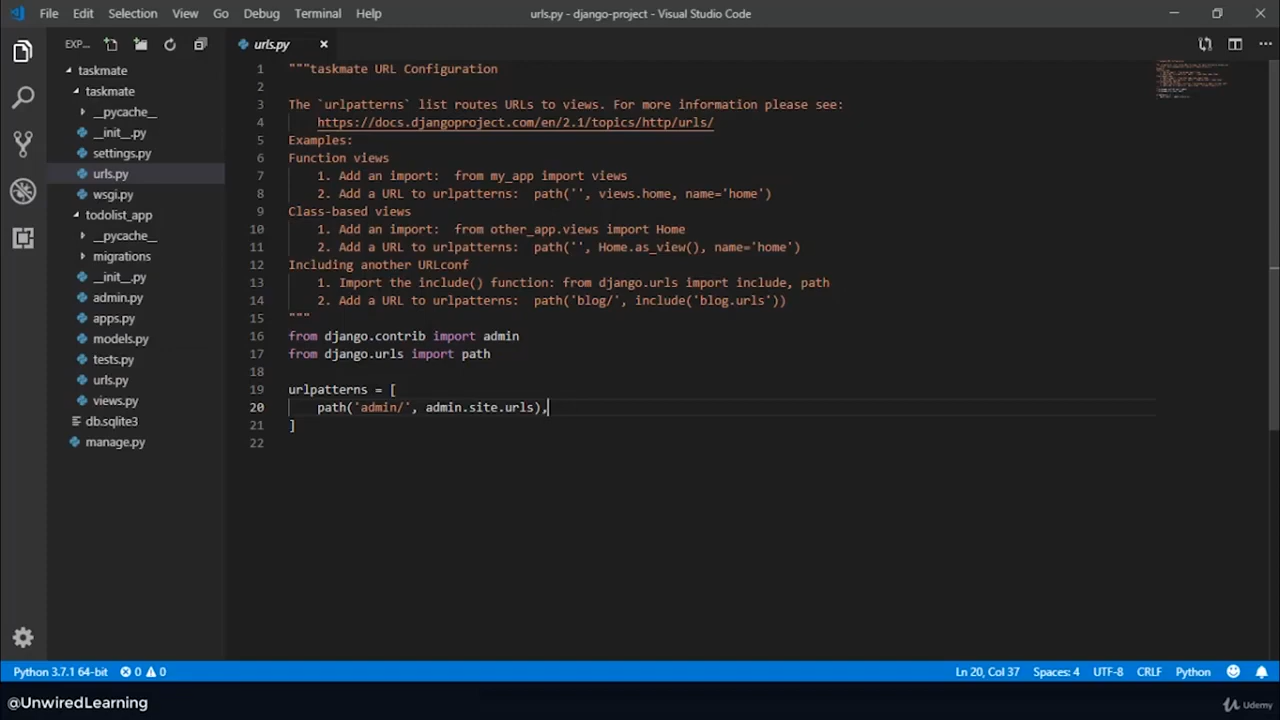 File Edit Selection View Go Debug Terminal Help
urls.py - django-project - Visual Studio Code
EXP...
urls.py
taskmate
taskmate
__pycache__
__init__.py
settings.py
urls.py
wsgi.py
todolist_app
__pycache__
migrations
__init__.py
admin.py
apps.py
models.py
tests.py
urls.py
views.py
db.sqlite3
manage.py
1 """taskmate URL Configuration
2
3 The `urlpatterns` list routes URLs to views. For more information please see:
4 https://docs.djangoproject.com/en/2.1/topics/http/urls/
5 Examples:
6 Function views
7 1. Add an import:  from my_app import views
8 2. Add a URL to urlpatterns:  path('', views.home, name='home')
9 Class-based views
10 1. Add an import:  from other_app.views import Home
11 2. Add a URL to urlpatterns:  path('', Home.as_view(), name='home')
12 Including another URLconf
13 1. Import the include() function: from django.urls import include, path
14 2. Add a URL to urlpatterns:  path('blog/', include('blog.urls'))
15 """
16 from django.contrib import admin
17 from django.urls import path
18
19 urlpatterns = [
20 path('admin/', admin.site.urls),
21 ]
22
Python 3.7.1 64-bit 0 0 Ln 20, Col 37 Spaces: 4 UTF-8 CRLF Python
@UnwiredLearning
Udemy